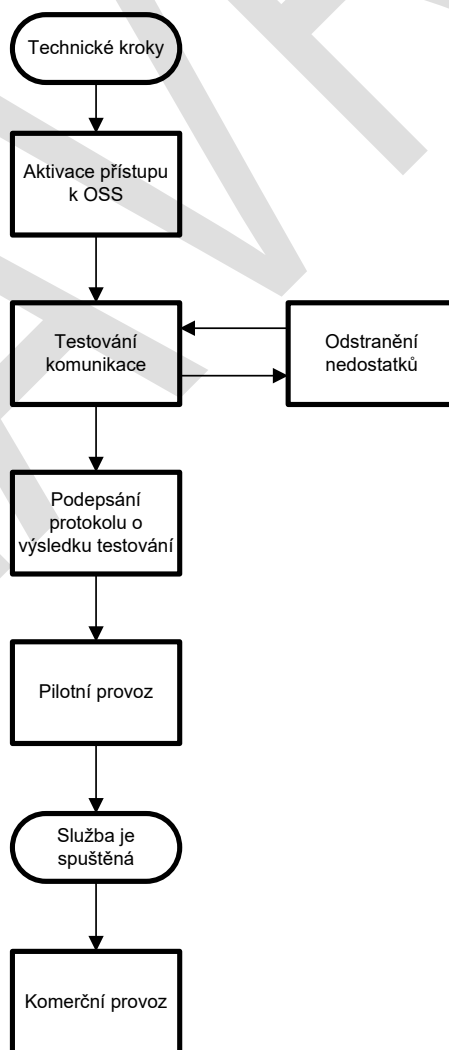 Technické kroky
Aktivace přístupu
k OSS
Testování
komunikace
Odstranění
nedostatků
Podepsání
protokolu o
výsledku testování
Pilotní provoz
Služba je
spuštěná
Komerční provoz